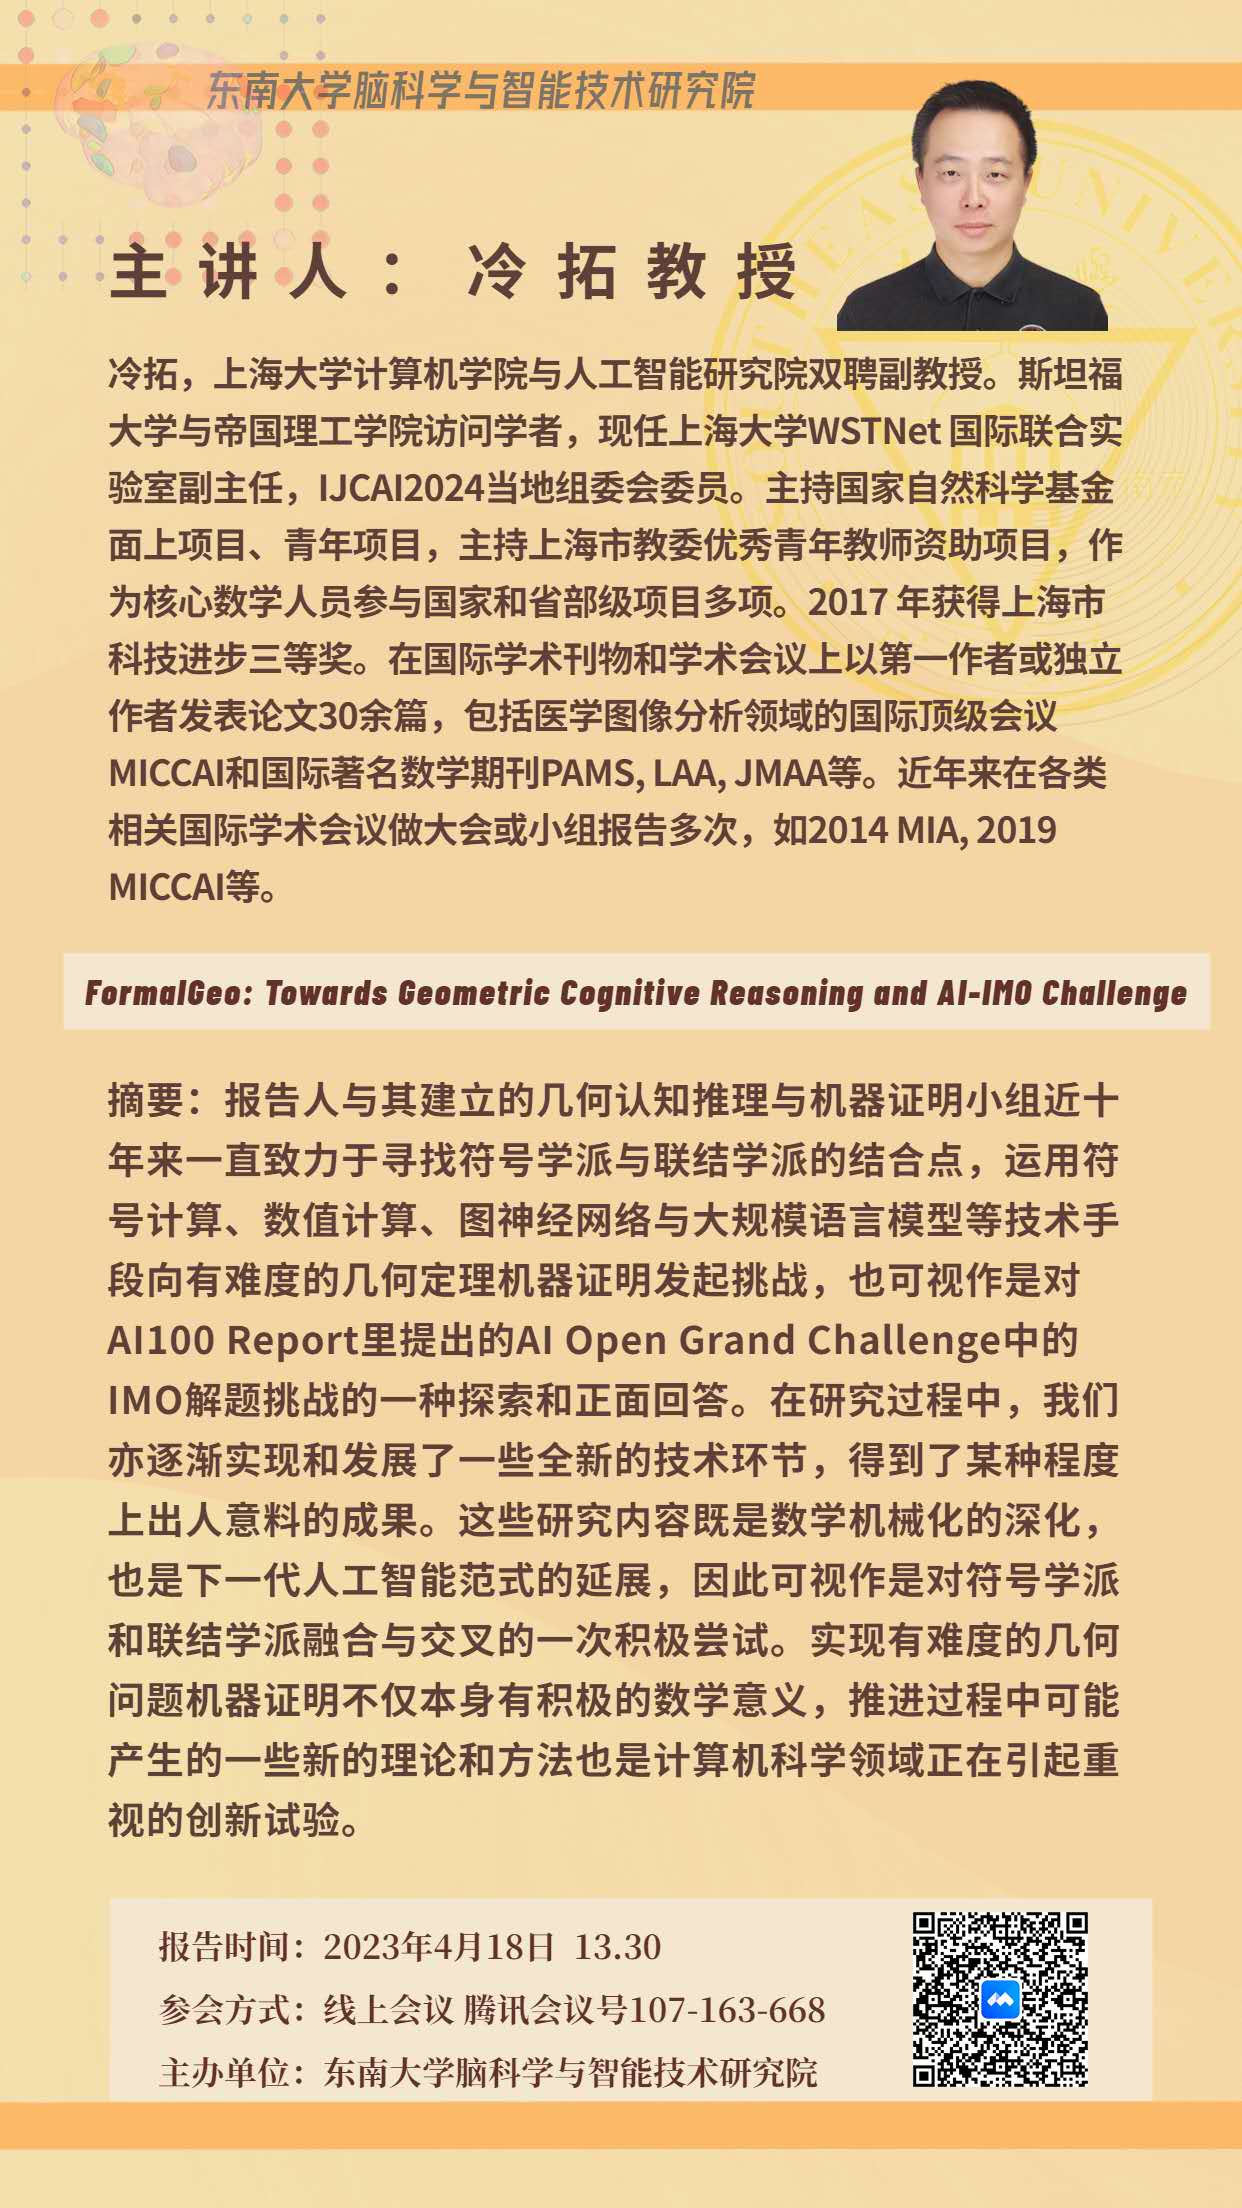 东南大学脑科学与智能技术研究院
主讲人：冷拓教授
冷拓，上海大学计算机学院与人工智能研究院双聘副教授。斯坦福
大学与帝国理工学院访问学者，现任上海大学WSTNet 国际联合实
验室副主任，IJCAI2024当地组委会委员。主持国家自然科学基金
面上项目、青年项目，主持上海市教委优秀青年教师资助项目，作
为核心数学人员参与国家和省部级项目多项。2017 年获得上海市
科技进步三等奖。在国际学术刊物和学术会议上以第一作者或独立
作者发表论文30余篇，包括医学图像分析领域的国际顶级会议
MICCAI和国际著名数学期刊PAMS, LAA, JMAA等。近年来在各类
相关国际学术会议做大会或小组报告多次，如2014 MIA, 2019
MICCAI等。
FormalGeo: Towards Geometric Cognitive Reasoning and AI-IMO Challenge
摘要：报告人与其建立的几何认知推理与机器证明小组近十
年来一直致力于寻找符号学派与联结学派的结合点，运用符
号计算、数值计算、图神经网络与大规模语言模型等技术手
段向有难度的几何定理机器证明发起挑战，也可视作是对
AI100 Report里提出的AI Open Grand Challenge中的
IMO解题挑战的一种探索和正面回答。在研究过程中，我们
亦逐渐实现和发展了一些全新的技术环节，得到了某种程度
上出人意料的成果。这些研究内容既是数学机械化的深化，
也是下一代人工智能范式的延展，因此可视作是对符号学派
和联结学派融合与交叉的一次积极尝试。实现有难度的几何
问题机器证明不仅本身有积极的数学意义，推进过程中可能
产生的一些新的理论和方法也是计算机科学领域正在引起重
视的创新试验。
报告时间：2023年4月18日 13.30
参会方式：线上会议 腾讯会议号107-163-668
主办单位：东南大学脑科学与智能技术研究院